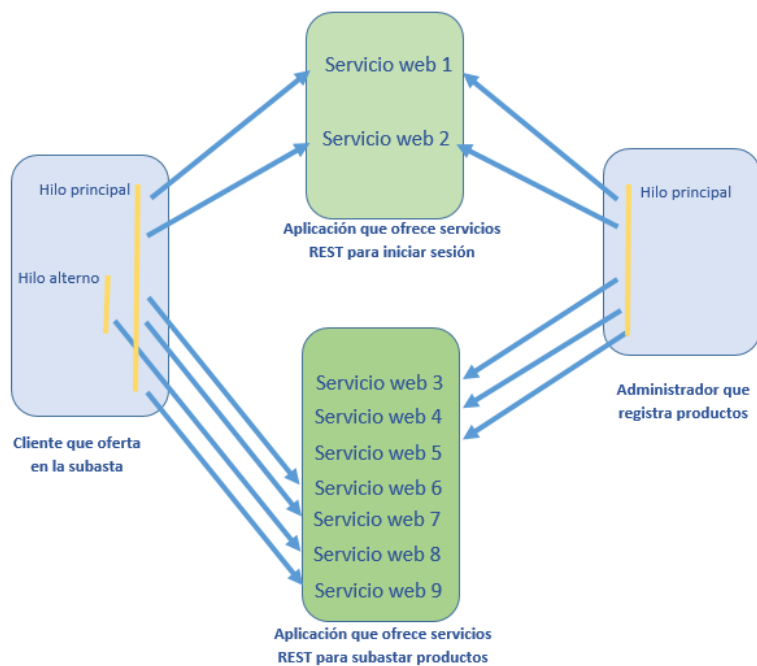 Servicio web 1
Servicio web 2
Aplicación que ofrece servicios
REST para iniciar sesión
Hilo principal
Hilo alterno
Cliente que oferta
en la subasta
Hilo principal
Administrador que
registra productos
Servicio web 3
Servicio web 4
Servicio web 5
Servicio web 6
Servicio web 7
Servicio web 8
Servicio web 9
Aplicación que ofrece servicios
REST para subastar productos